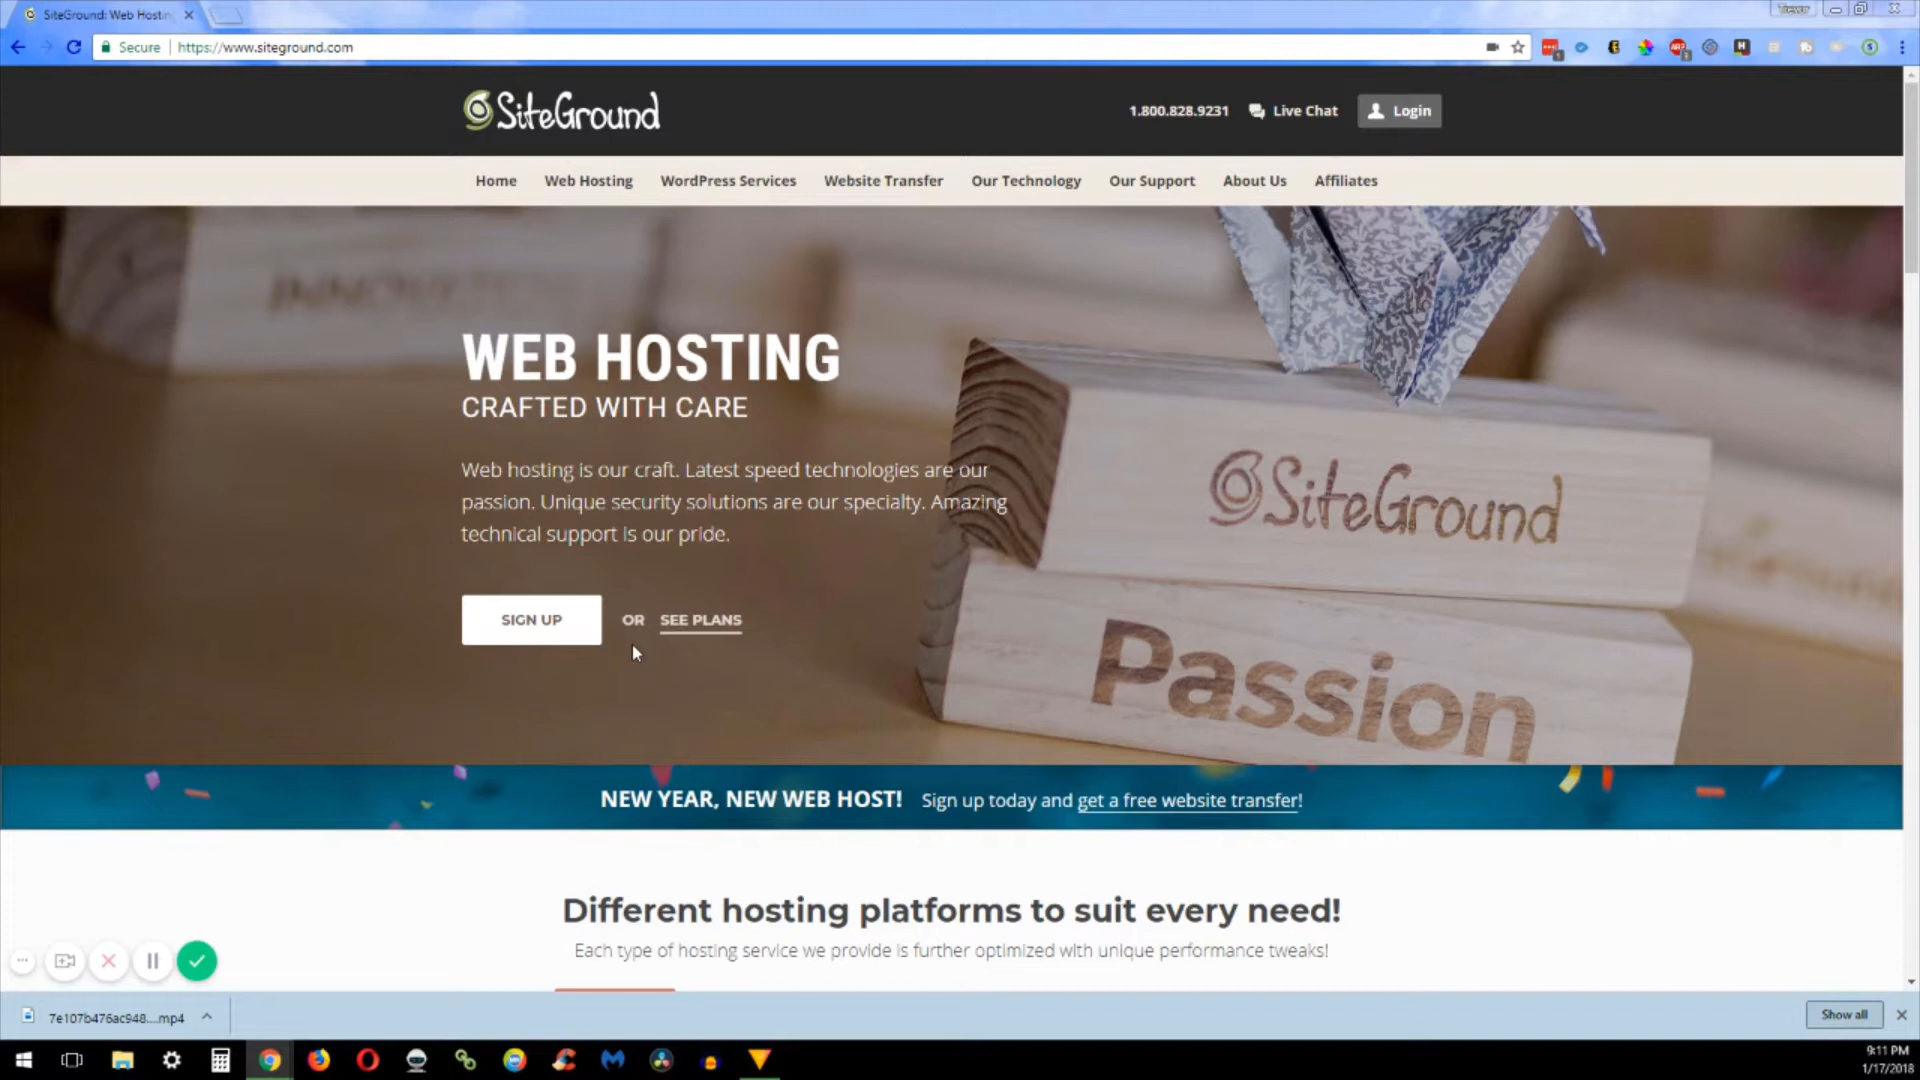 SiteGround: Web Hostin
Trevor
Secure
https://www.siteground.com
SiteGround
1.800.828.9231
Live Chat
Login
Home
Web Hosting
WordPress Services
Website Transfer
Our Technology
Our Support
About Us
Affiliates
WEB HOSTING
CRAFTED WITH CARE
Web hosting is our craft. Latest speed technologies are our
passion. Unique security solutions are our specialty. Amazing
technical support is our pride.
SIGN UP
OR
SEE PLANS
SiteGround
Passion
NEW YEAR, NEW WEB HOST!
Sign up today and get a free website transfer!
Different hosting platforms to suit every need!
Each type of hosting service we provide is further optimized with unique performance tweaks!
7e107b476ac948....mp4
Show all
9:11 PM
1/17/2018